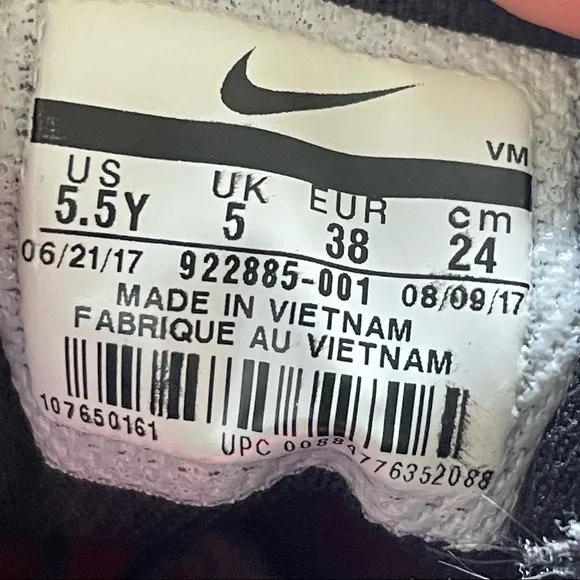 VM
US UK EUR cm
5.5Y 5 38 24
06/21/17 922885-001 08/09/17
MADE IN VIETNAM
FABRIQUE AU VIETNAM
107650161
UPC